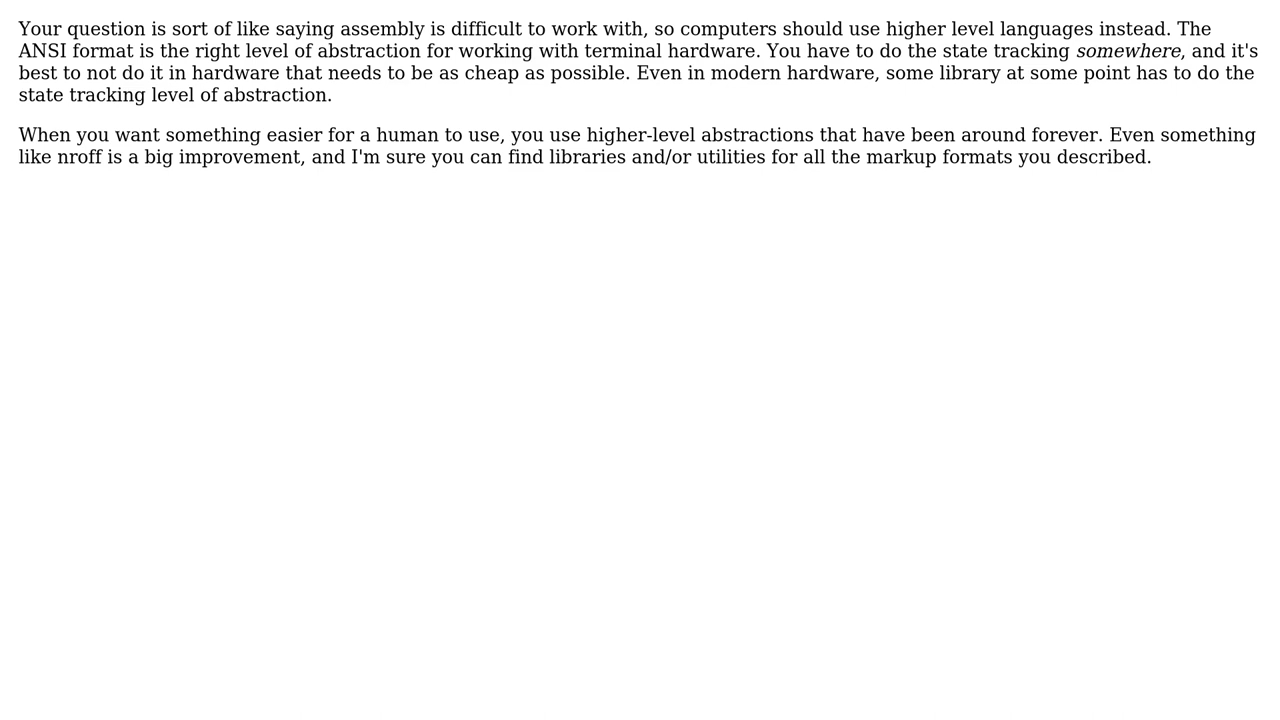 Your question is sort of like saying assembly is difficult to work with, so computers should use higher level languages instead. The
ANSI format is the right level of abstraction for working with terminal hardware. You have to do the state tracking somewhere, and it's
best to not do it in hardware that needs to be as cheap as possible. Even in modern hardware, some library at some point has to do the
state tracking level of abstraction.
When you want something easier for a human to use, you use higher-level abstractions that have been around forever. Even something
like nroff is a big improvement, and I'm sure you can find libraries and/or utilities for all the markup formats you described.